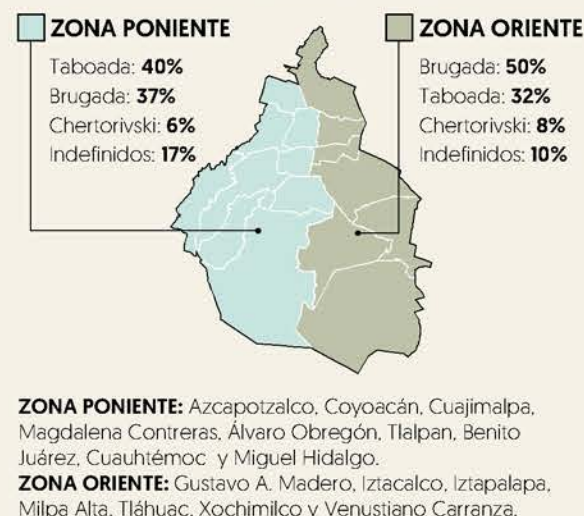 ZONA PONIENTE
Taboada: 40%
Brugada: 37%
Chertorivski: 6%
Indefinidos: 17%
ZONA ORIENTE
Brugada: 50%
Taboada: 32%
Chertorivski: 8%
Indefinidos: 10%
ZONA PONIENTE: Azcapotzalco, Coyoacán, Cuajimalpa,
Magdalena Contreras, Álvaro Obregón, Tlalpan, Benito
Juárez, Cuauhtémoc y Miguel Hidalgo.
ZONA ORIENTE: Gustavo A. Madero, Iztacalco, Iztapalapa,
Milpa Alta, Tláhuac, Xochimilco y Venustiano Carranza.